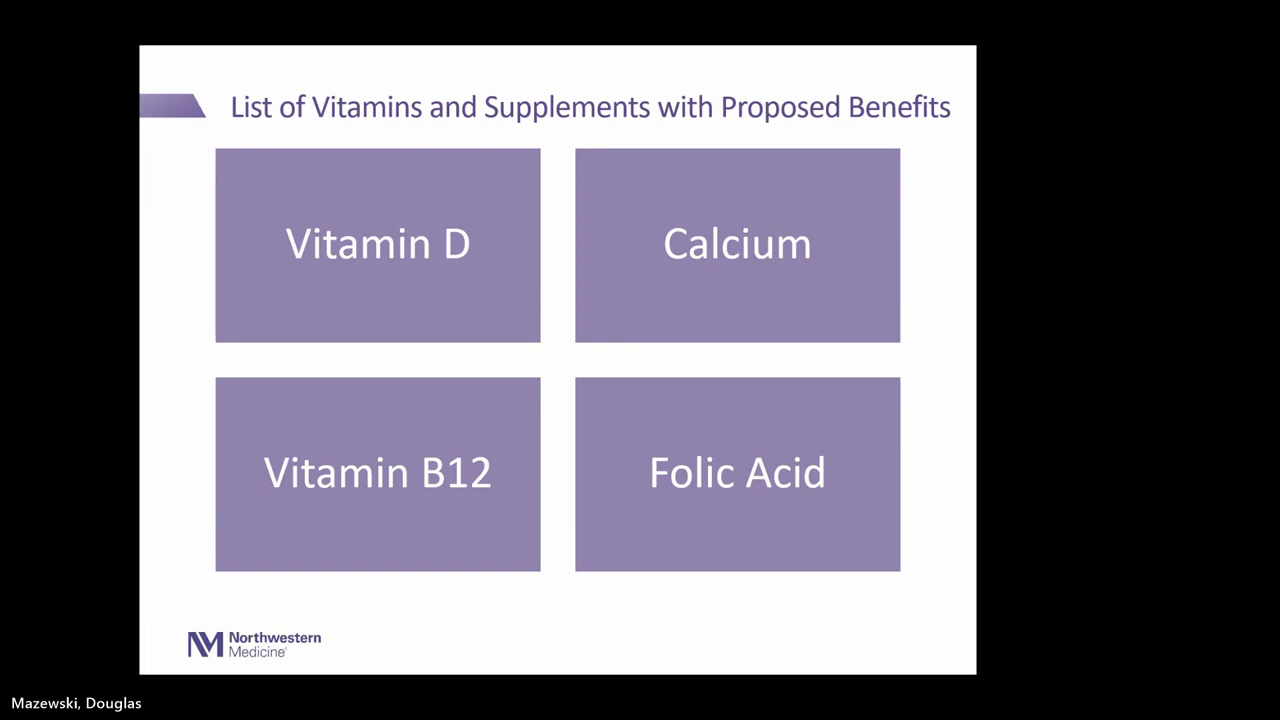 List of Vitamins and Supplements with Proposed Benefits
Vitamin D
Calcium
Vitamin B12
Folic Acid
Northwestern
Medicine
Mazewski, Douglas